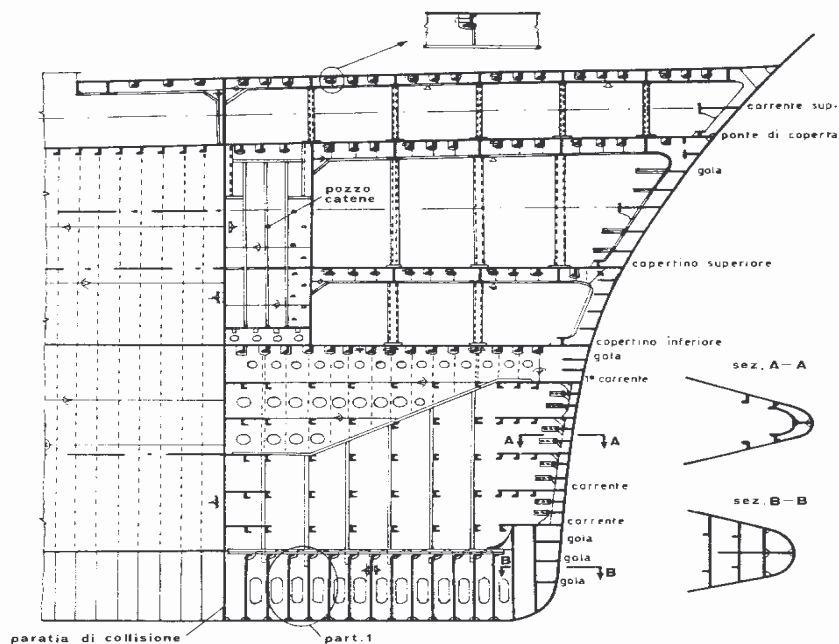 corrente sup.
ponte di coperta
gola
pozzo
catene
copertino superiore
copertino inferiore
gola
1° corrente
sez. A-A
A A
corrente
sez. B-B
corrente
gola
gola
B B
gola
paratia di collisione
part.1